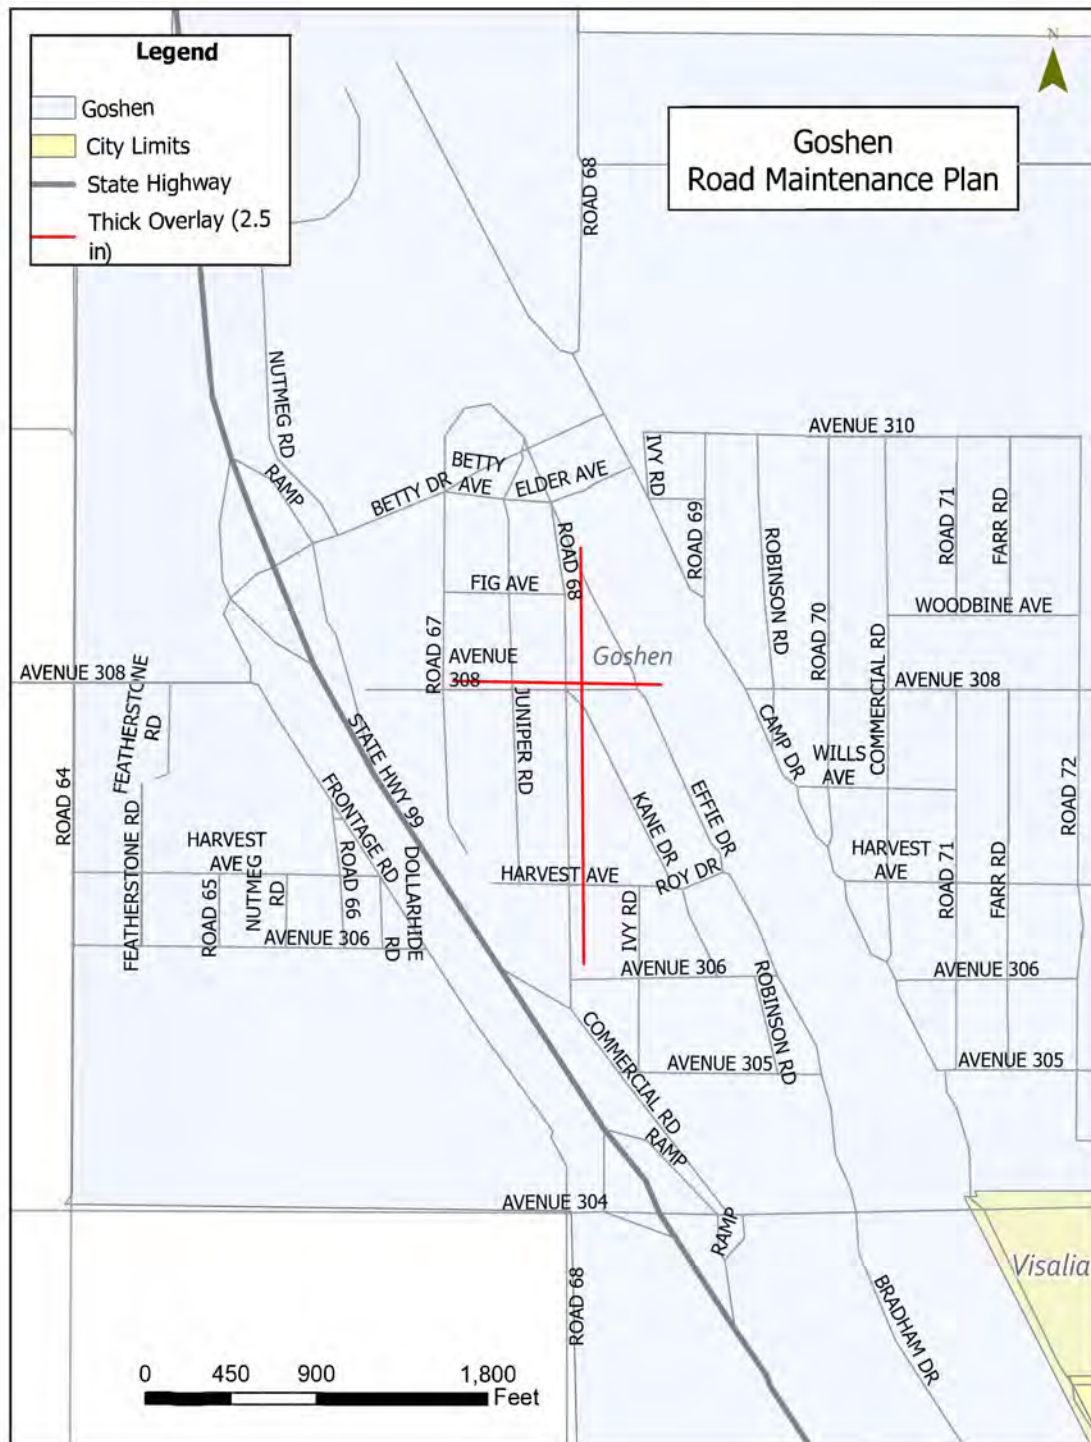 Legend
Goshen
City Limits
State Highway
Thick Overlay (2.5
in)
N
Goshen
Road Maintenance Plan
ROAD 68
NUTMEG RD
RAMP
BETTY DR
BETTY
AVE
ELDER AVE
IVY RD
AVENUE 310
ROAD 69
ROBINSON RD
ROAD 70
COMMERCIAL RD
ROAD 71
FARR RD
WOODBINE AVE
ROAD 68
FIG AVE
ROAD 67
AVENUE
308
Goshen
AVENUE 308
AVENUE 308
FEATHERSTONE
RD
JUNIPER RD
STATE HWY 99
CAMP DR
WILLS
AVE
ROAD 64
ROAD 72
FRONTAGE RD
KANE DR
EFFIE DR
FEATHERSTONE RD
HARVEST
AVE
ROAD 65
NUTMEG
RD
ROAD 66
DOLLARHIDE
RD
HARVEST AVE
ROY DR
HARVEST
AVE
ROAD 71
FARR RD
AVENUE 306
IVY RD
AVENUE 306
ROBINSON RD
AVENUE 306
COMMERCIAL RD
AVENUE 305
AVENUE 305
RAMP
AVENUE 304
RAMP
Visalia
ROAD 68
BRADHAM DR
0 450 900 1,800
Feet